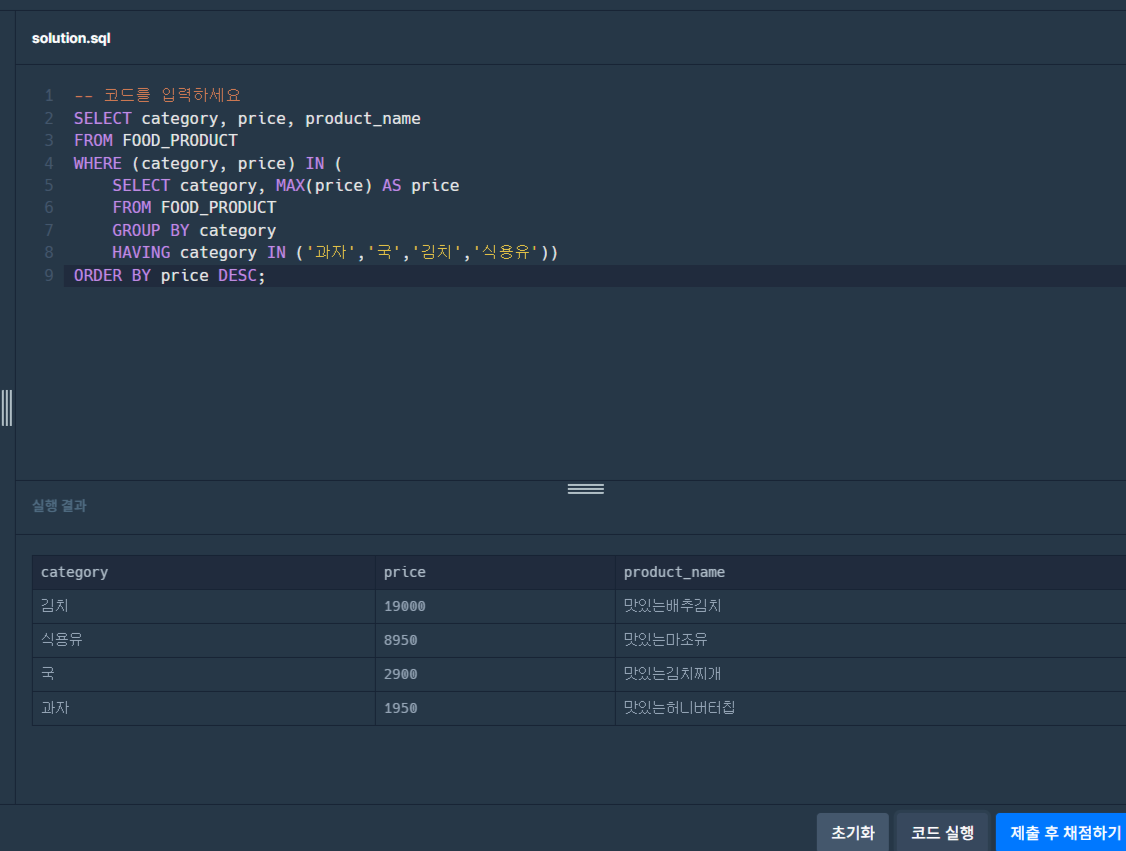 solution.sql
1 -- 코드를 입력하세요
2 SELECT category, price, product_name
3 FROM FOOD_PRODUCT
4 WHERE (category, price) IN (
5     SELECT category, MAX(price) AS price
6     FROM FOOD_PRODUCT
7     GROUP BY category
8     HAVING category IN ('과자','국','김치','식용유'))
9 ORDER BY price DESC;
실행 결과
category price product_name
김치 19000 맛있는배추김치
식용유 8950 맛있는마조유
국 2900 맛있는김치찌개
과자 1950 맛있는허니버터칩
초기화 코드 실행 제출 후 채점하기